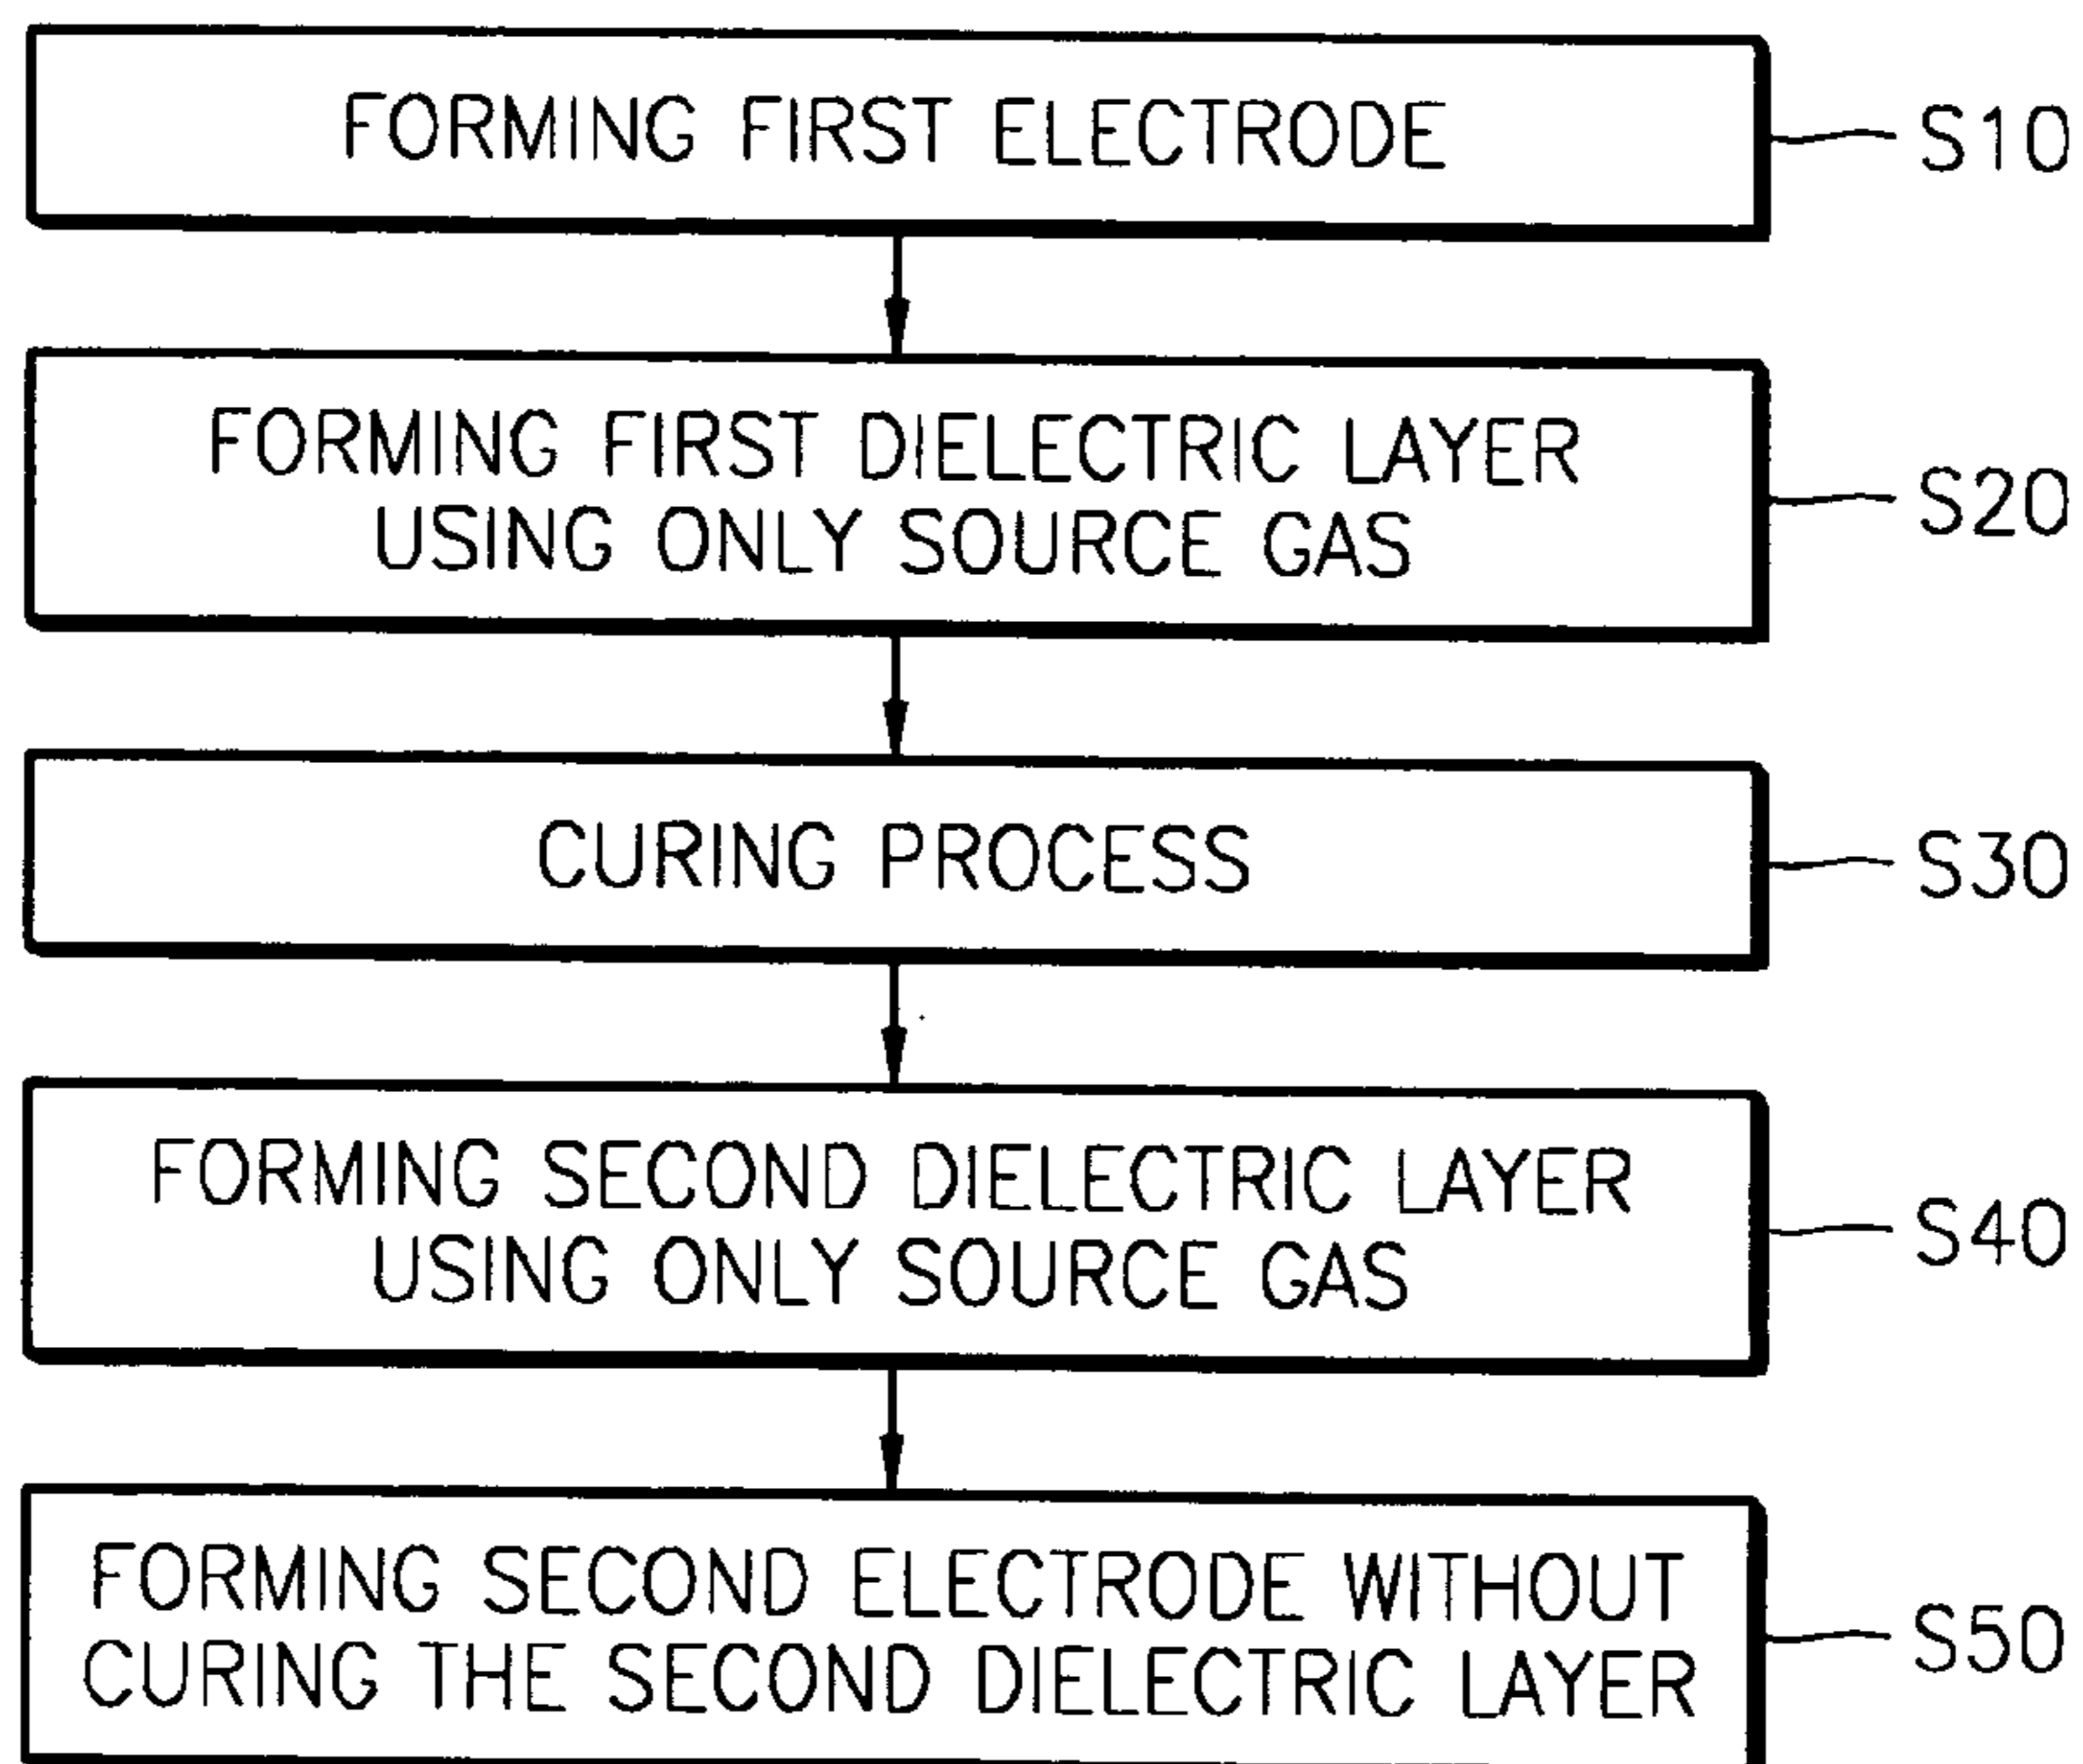 FORMING FIRST ELECTRODE
S10
FORMING FIRST DIELECTRIC LAYER
USING ONLY SOURCE GAS
S20
CURING PROCESS
S30
FORMING SECOND DIELECTRIC LAYER
USING ONLY SOURCE GAS
S40
FORMING SECOND ELECTRODE WITHOUT
CURING THE SECOND DIELECTRIC LAYER
S50